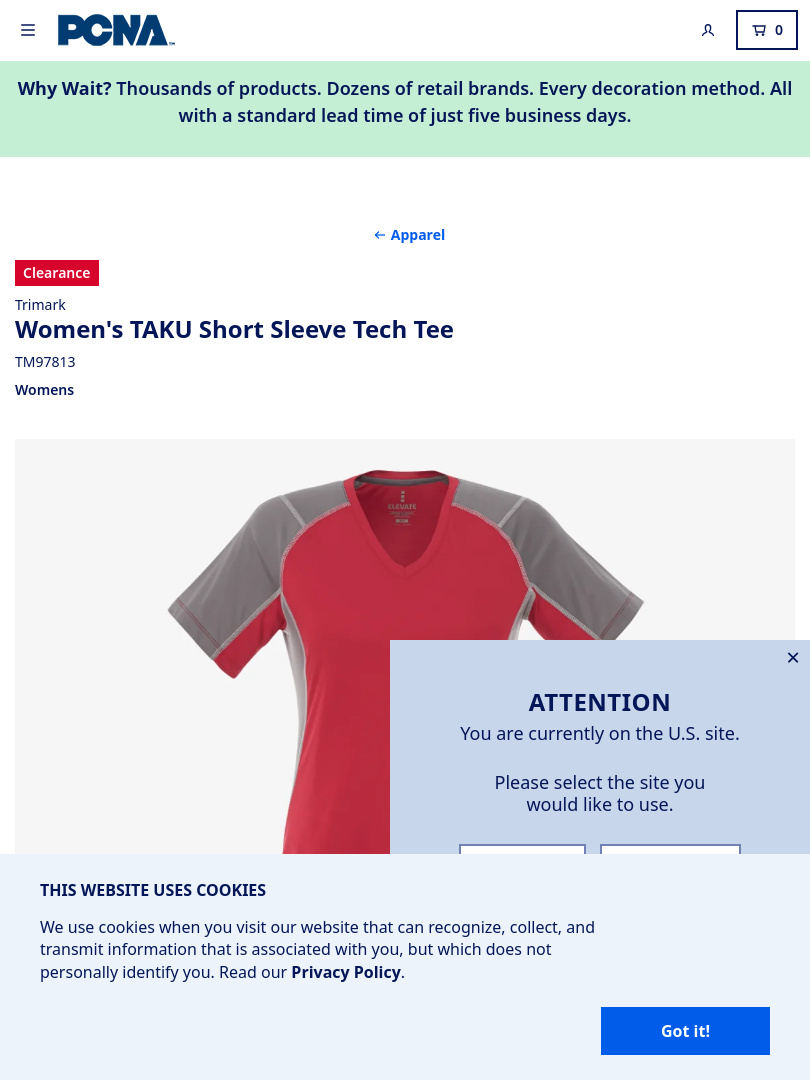 PCNA
0
Why Wait? Thousands of products. Dozens of retail brands. Every decoration method. All
with a standard lead time of just five business days.
← Apparel
Clearance
Trimark
Women's TAKU Short Sleeve Tech Tee
TM97813
Womens
ELEVATE
ATTENTION
You are currently on the U.S. site.
Please select the site you
would like to use.
THIS WEBSITE USES COOKIES
We use cookies when you visit our website that can recognize, collect, and
transmit information that is associated with you, but which does not
personally identify you. Read our Privacy Policy.
Got it!